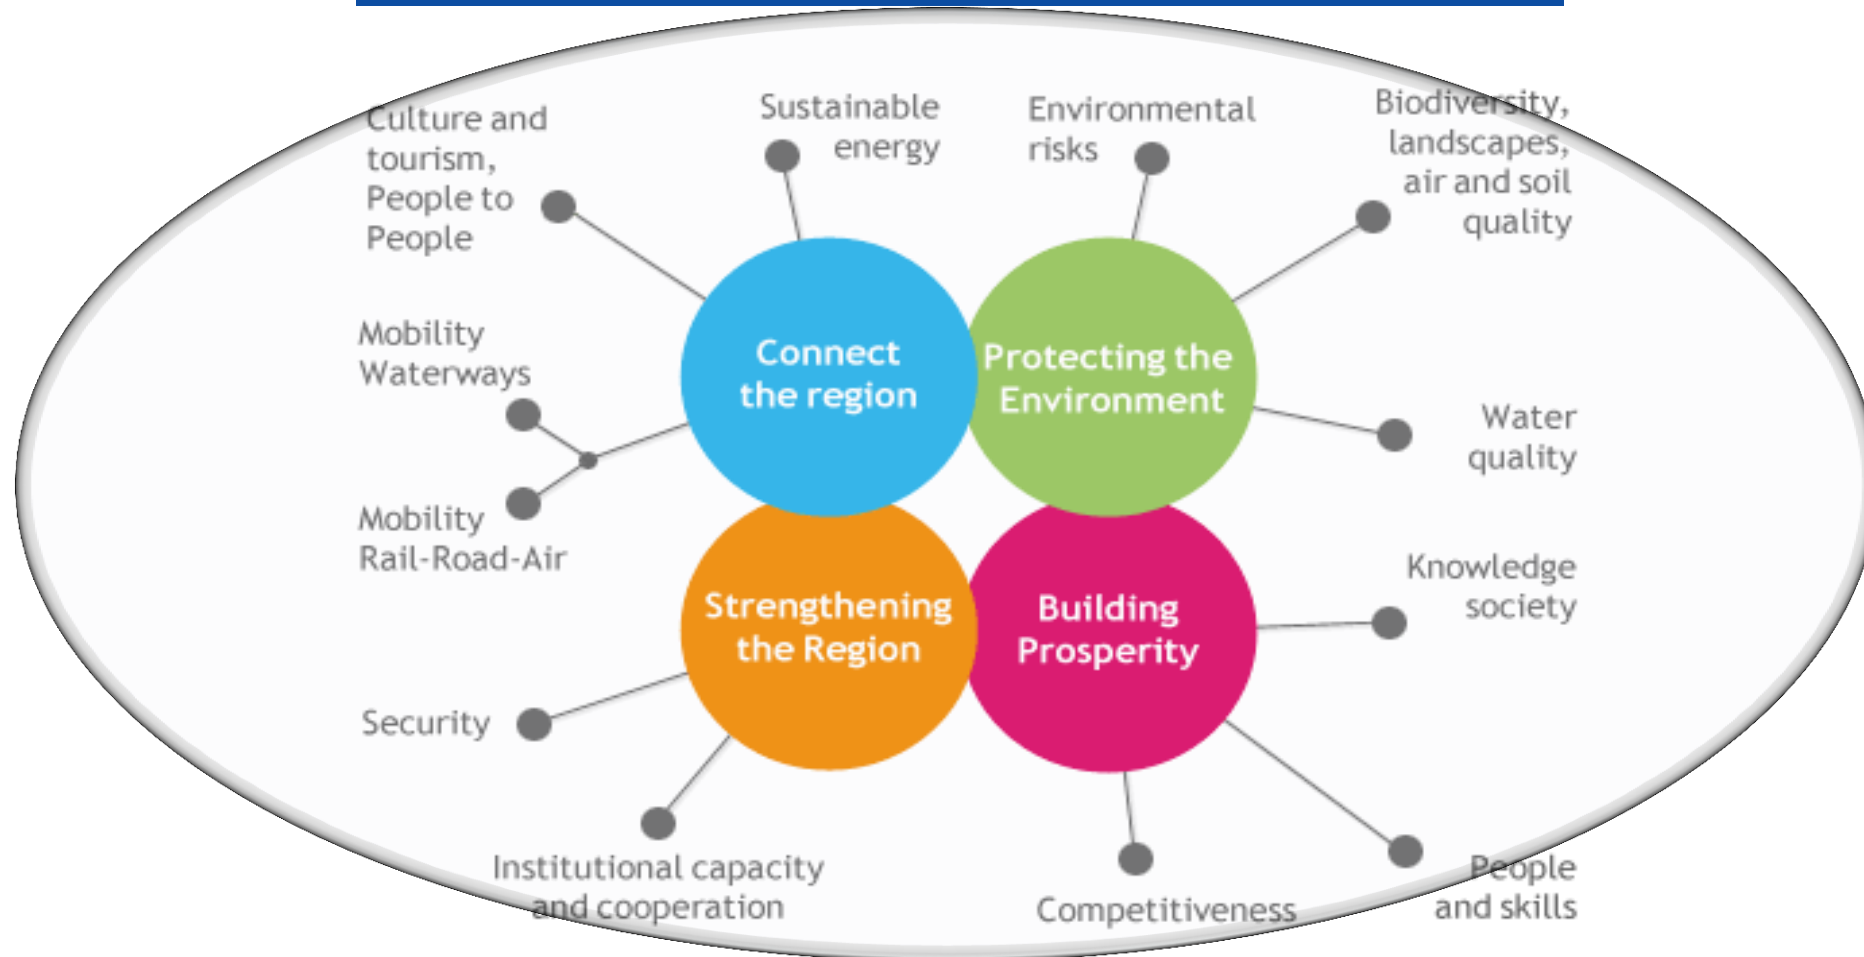 Culture and
tourism,
People to
People
Sustainable
energy
Environmental
risks
Biodiversity,
landscapes,
air and soil
quality
Mobility
Waterways
Connect
the region
Protecting the
Environment
Water
quality
Mobility
Rail-Road-Air
Knowledge
society
Strengthening
the Region
Building
Prosperity
Security
Institutional capacity
and cooperation
Competitiveness
People
and skills